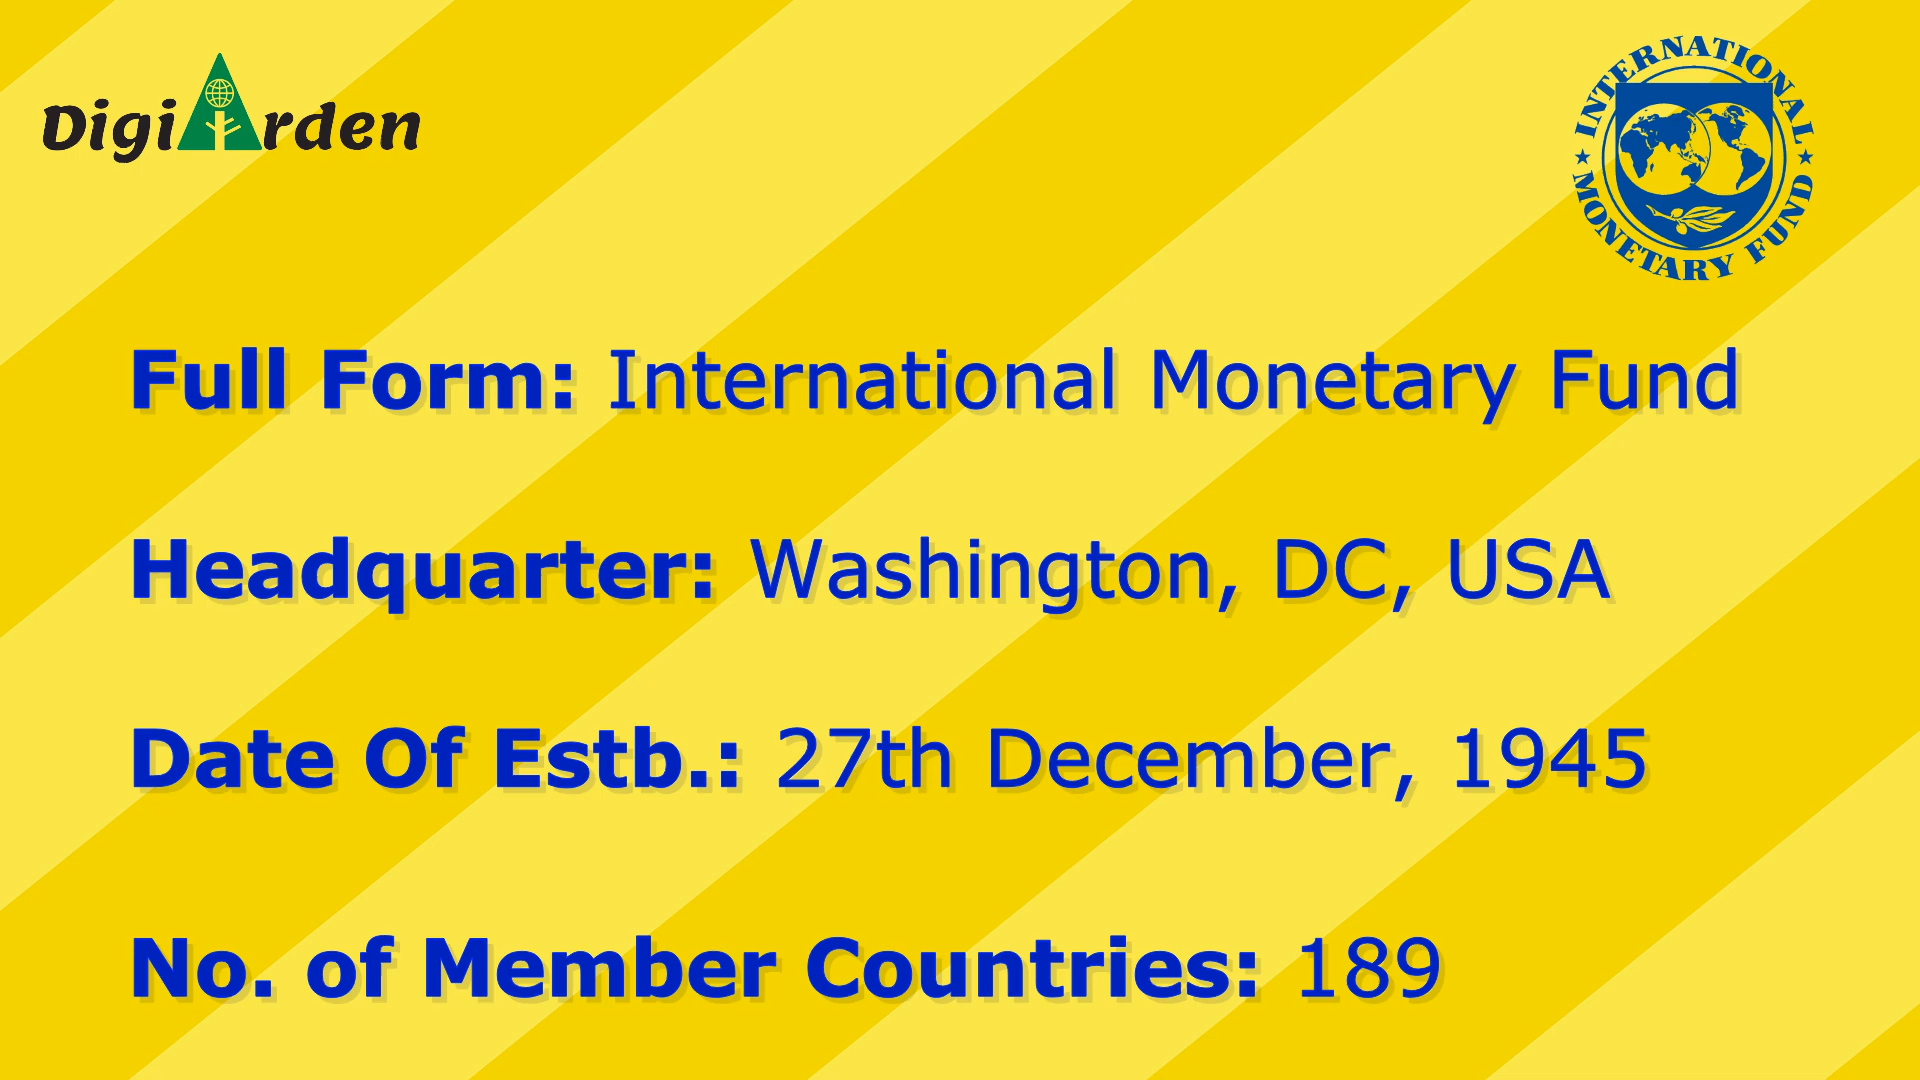 DigiArden
INTERNATIONAL
MONETARY FUND
Full Form: International Monetary Fund
Headquarter: Washington, DC, USA
Date Of Estb.: 27th December, 1945
No. of Member Countries: 189